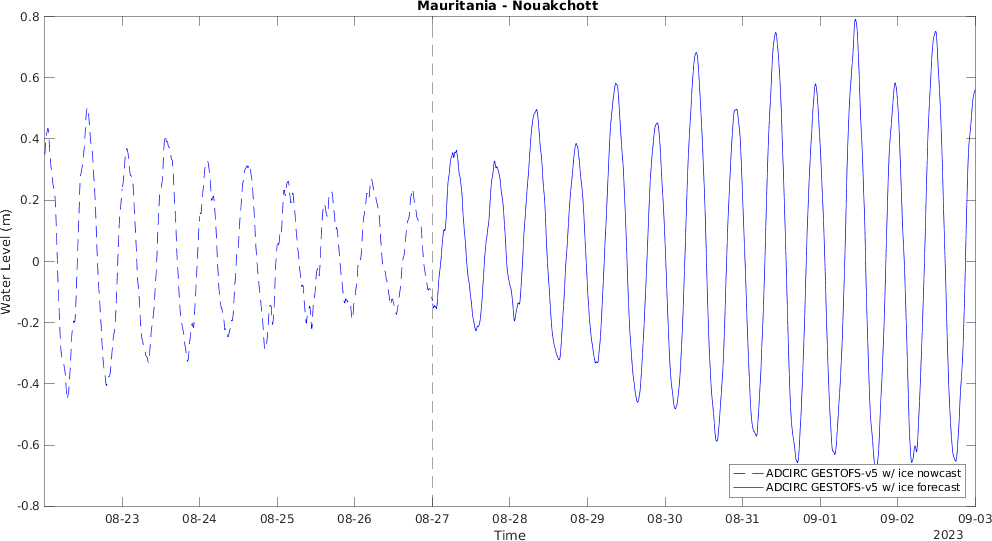 Mauritania - Nouakchott
0.8
0.6
0.4
0.2
0
-0.2
-0.4
-0.6
-0.8
Water Level (m)
ADCIRC GESTOFS-v5 w/ ice nowcast
ADCIRC GESTOFS-v5 w/ ice forecast
08-23 08-24 08-25 08-26 08-27 08-28 08-29 08-30 08-31 09-01 09-02 09-03
Time
2023